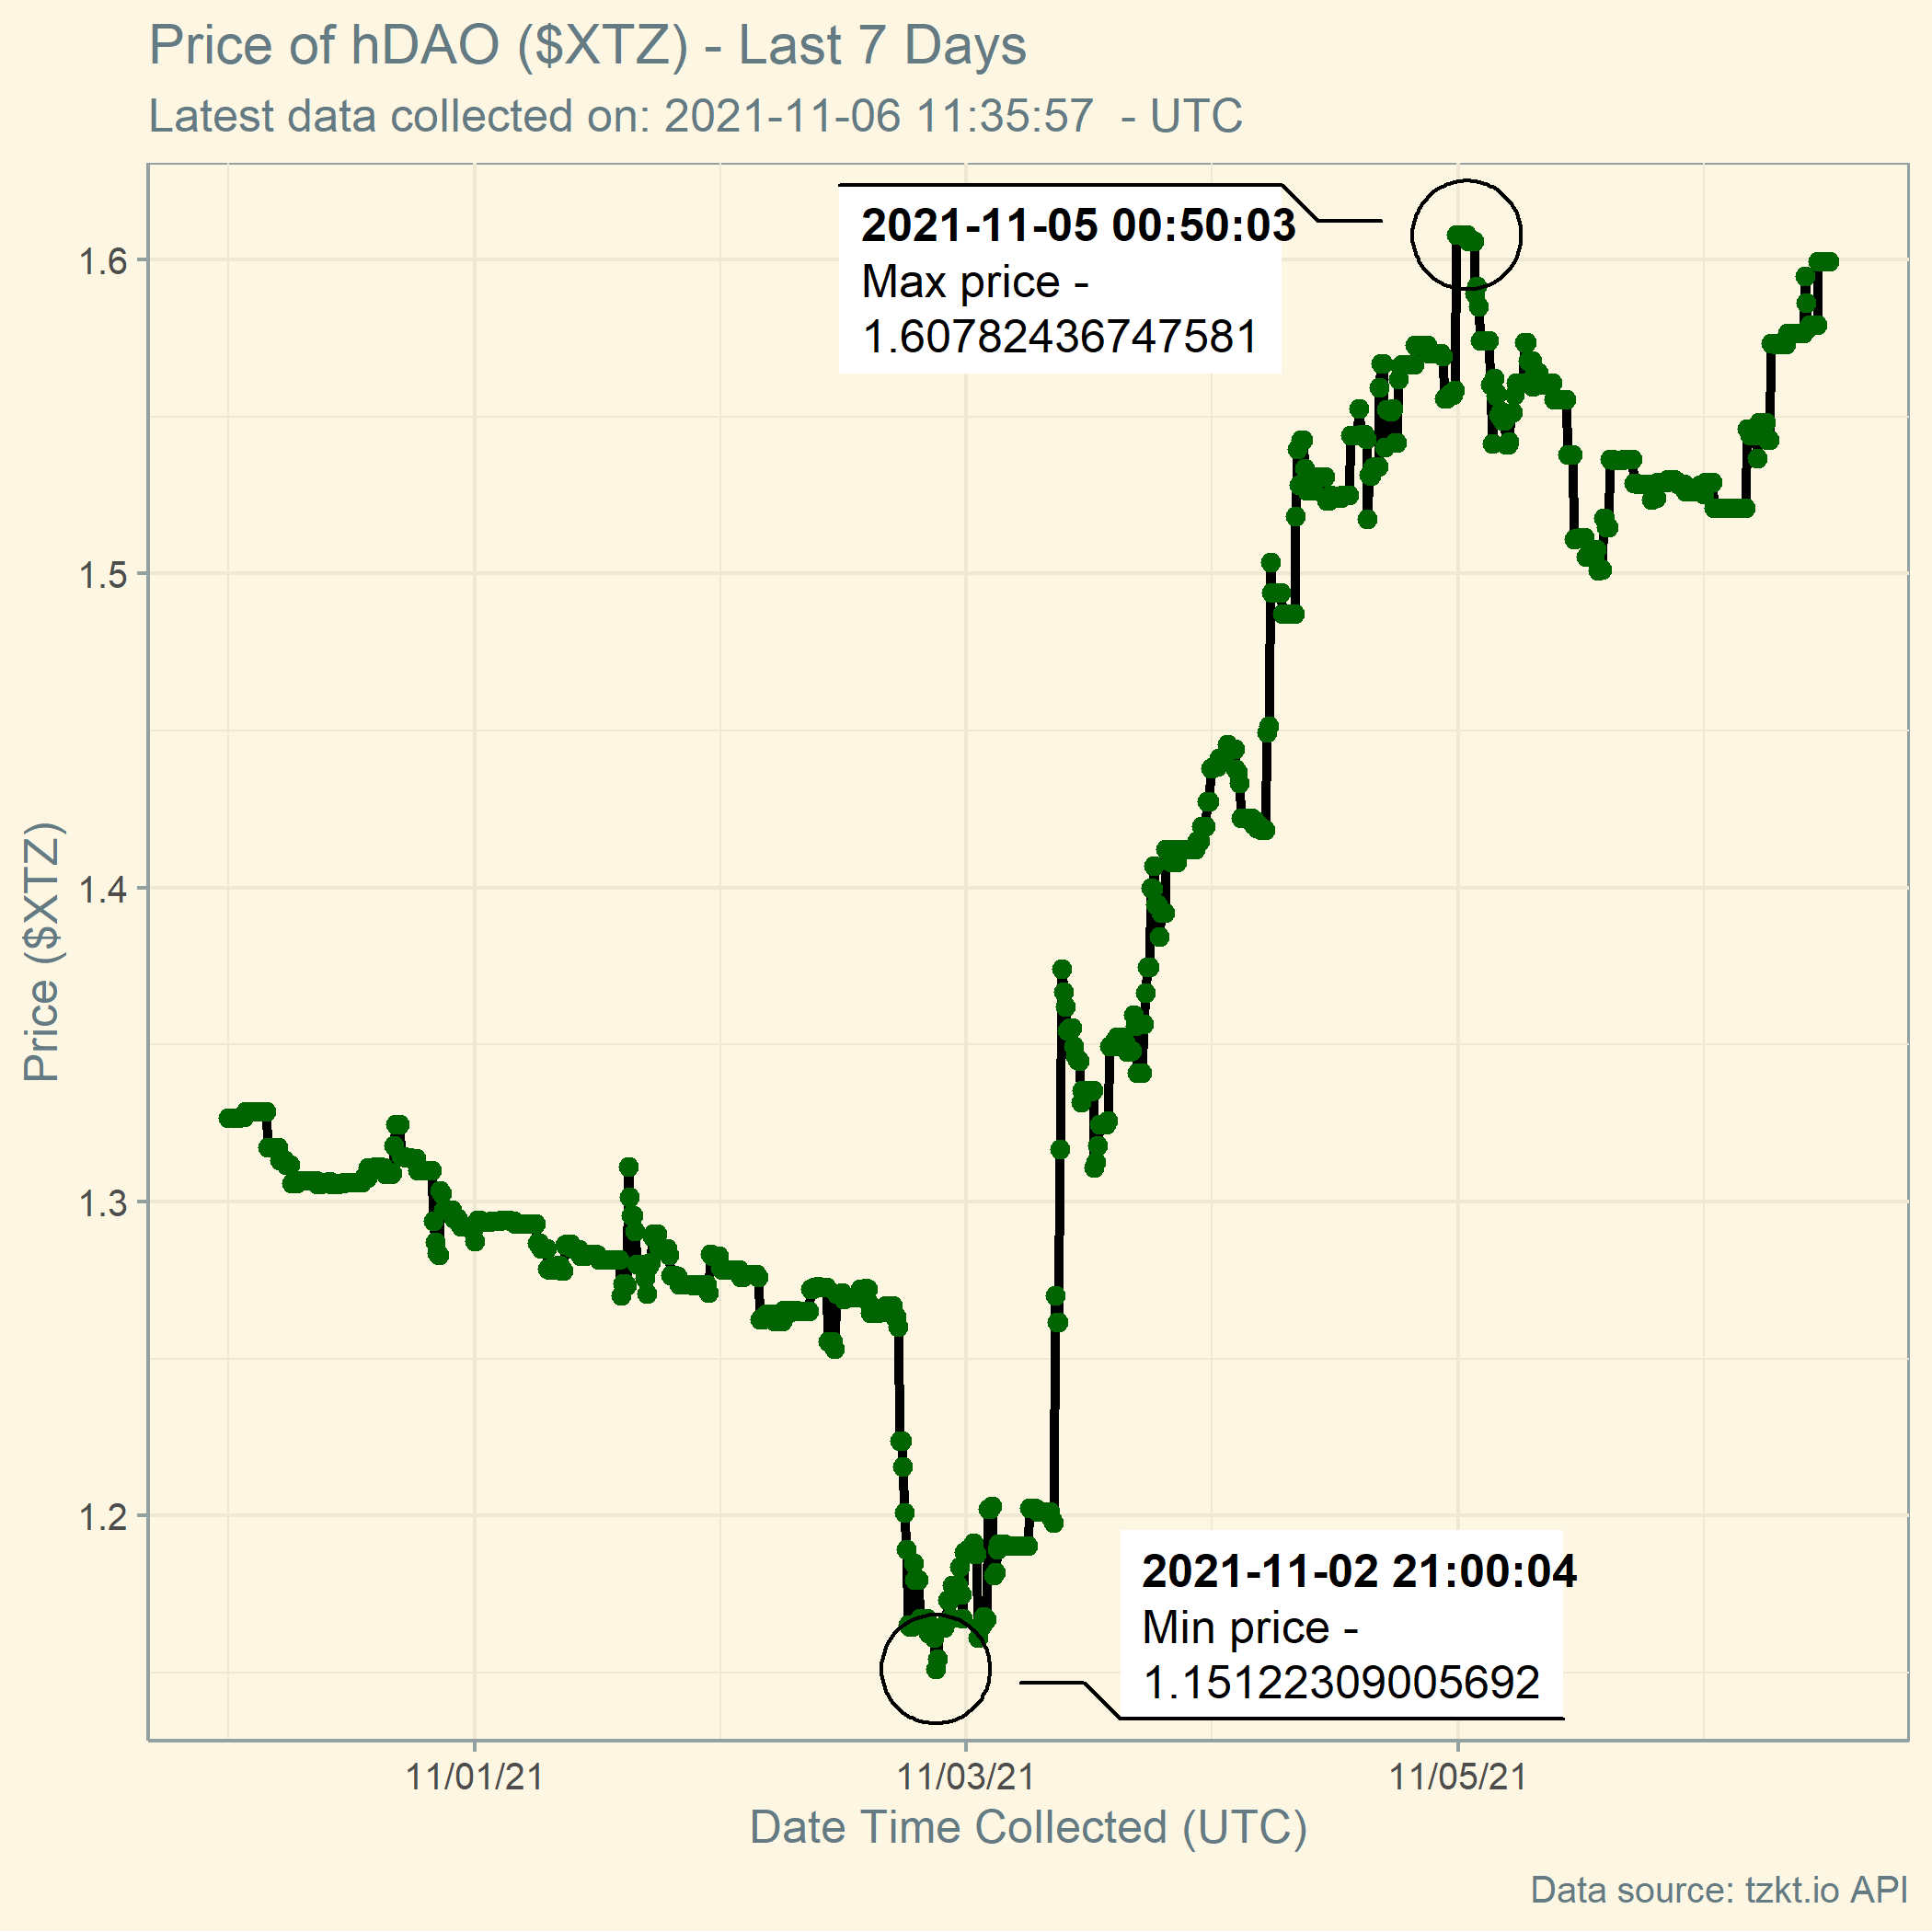 Price of hDAO ($XTZ) - Last 7 Days
Latest data collected on: 2021-11-06 11:35:57  - UTC
2021-11-05 00:50:03
Max price -
1.60782436747581
1.6
1.5
1.4
1.3
1.2
Price ($XTZ)
2021-11-02 21:00:04
Min price -
1.15122309005692
11/01/21
11/03/21
11/05/21
Date Time Collected (UTC)
Data source: tzkt.io API